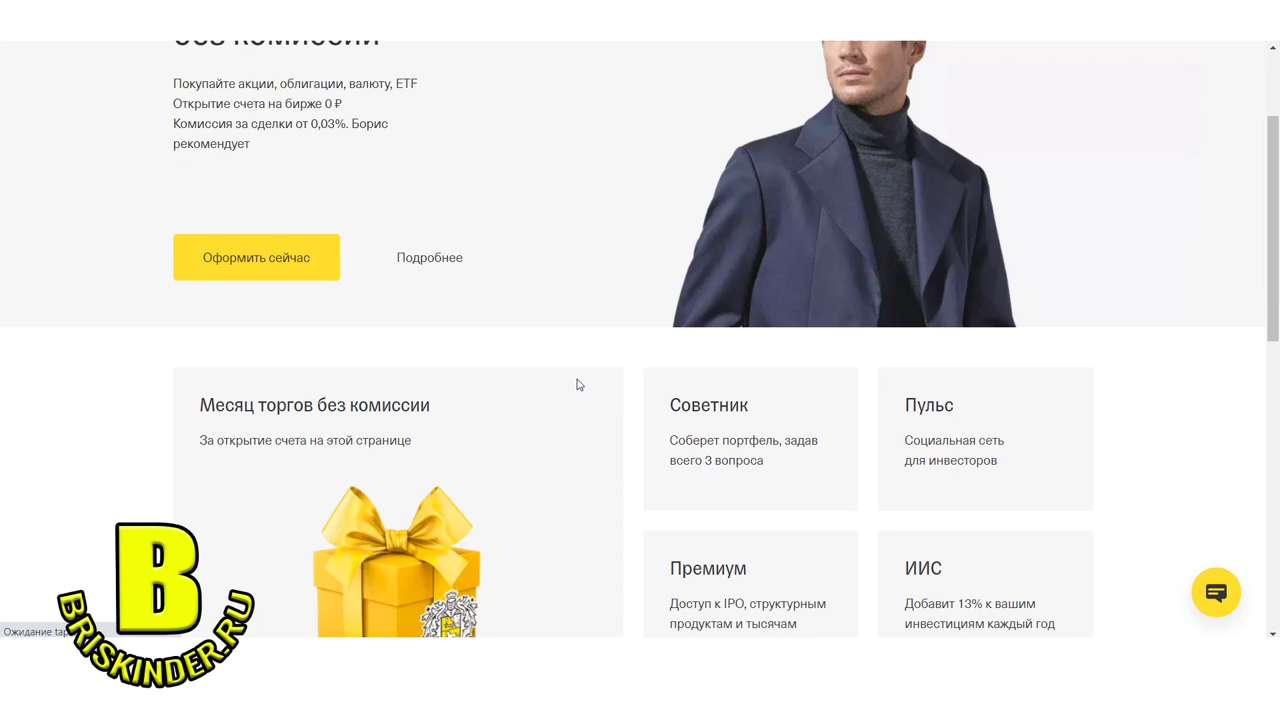 без комиссии
Покупайте акции, облигации, валюту, ETF
Открытие счета на бирже 0 ₽
Комиссия за сделки от 0,03%. Борис
рекомендует
Оформить сейчас
Подробнее
Месяц торгов без комиссии
За открытие счета на этой странице
Советник
Соберет портфель, задав
всего 3 вопроса
Пульс
Социальная сеть
для инвесторов
Премиум
Доступ к IPO, структурным
продуктам и тысячам
ИИС
Добавит 13% к вашим
инвестициям каждый год
Ожидание
B
BRISKINDER.RU